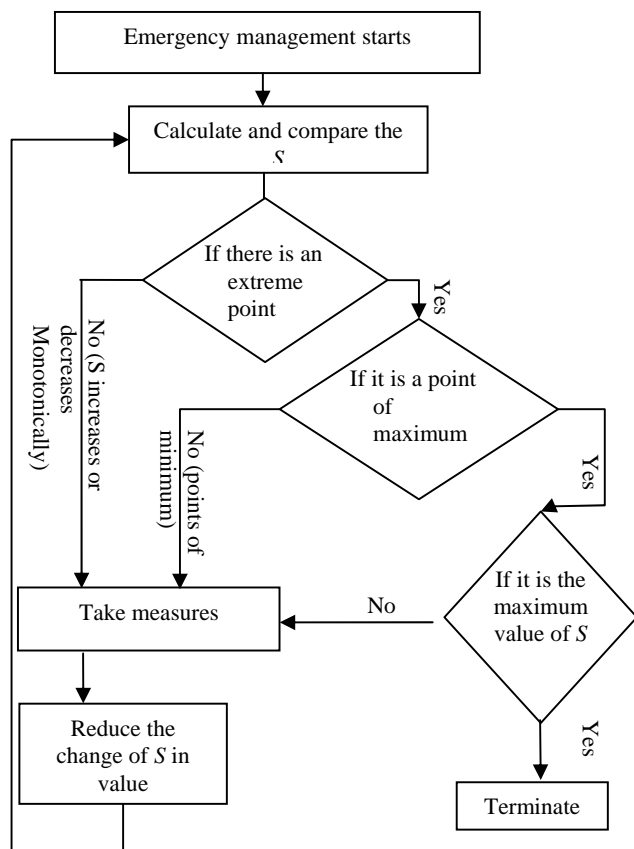 Emergency management starts
Calculate and compare the
S
If there is an
extreme
point
Yes
No (S increases or
decreases
Monotonically)
If it is a point
of
maximum
No (points of
minimum)
Yes
If it is the
maximum
value of S
No
Take measures
Yes
Reduce the
change of S in
value
Terminate